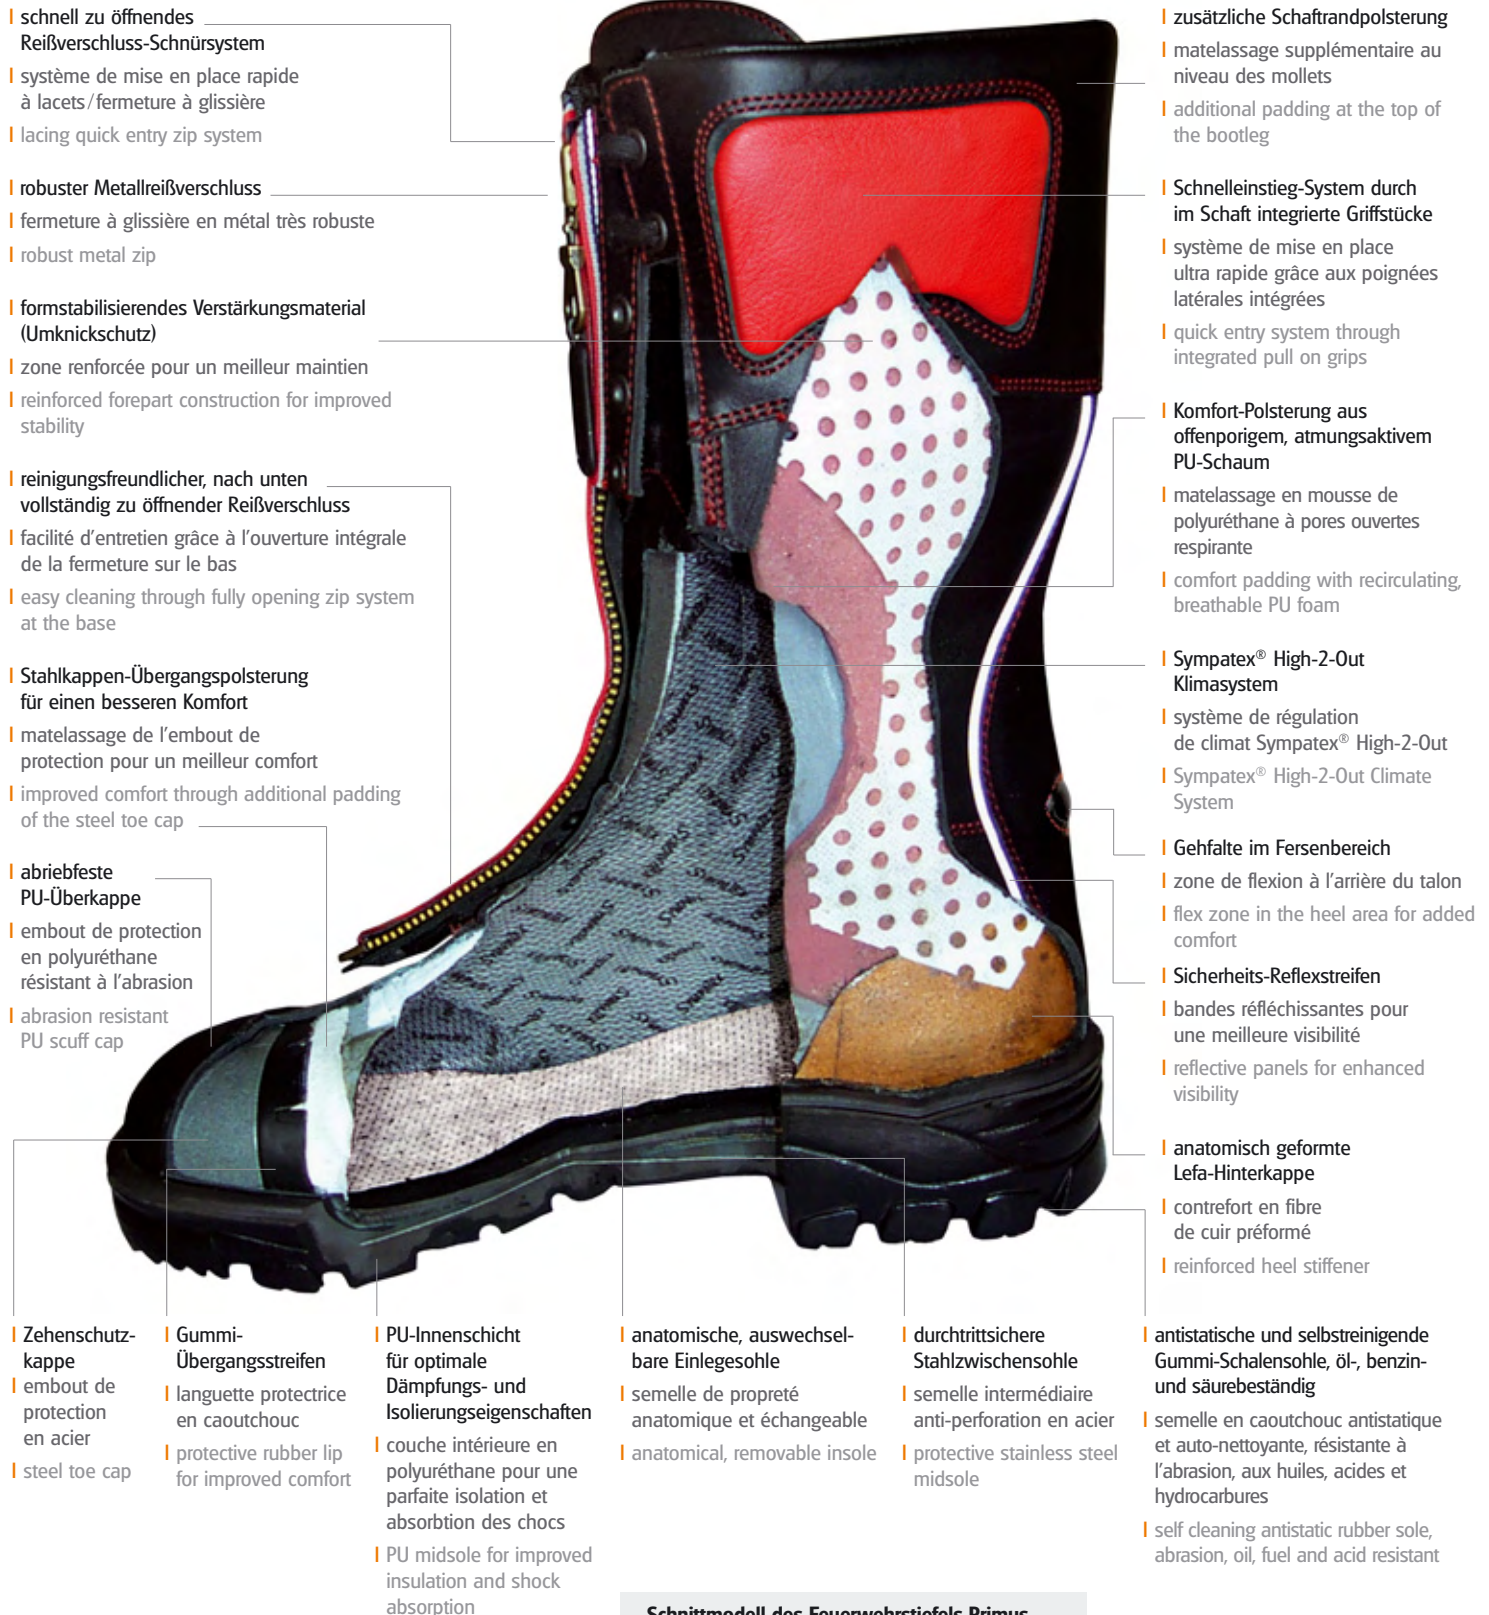 schnell zu öffnendes
Reißverschluss-Schnürsystem
système de mise en place rapide
à lacets/fermeture à glissière
lacing quick entry zip system
robuster Metallreißverschluss
fermeture à glissière en métal très robuste
robust metal zip
formstabilisierendes Verstärkungsmaterial
(Umknickschutz)
zone renforcée pour un meilleur maintien
reinforced forepart construction for improved
stability
reinigungsfreundlicher, nach unten
vollständig zu öffnender Reißverschluss
facilité d'entretien grâce à l'ouverture intégrale
de la fermeture sur le bas
easy cleaning through fully opening zip system
at the base
Stahlkappen-Übergangspolsterung
für einen besseren Komfort
matelassage de l'embout de
protection pour un meilleur comfort
improved comfort through additional padding
of the steel toe cap
abriebfeste
PU-Überkappe
embout de protection
en polyuréthane
résistant à l'abrasion
abrasion resistant
PU scuff cap
zusätzliche Schaftrandpolsterung
matelassage supplémentaire au
niveau des mollets
additional padding at the top of
the bootleg
Schnelleinstieg-System durch
im Schaft integrierte Griffstücke
système de mise en place
ultra rapide grâce aux poignées
latérales intégrées
quick entry system through
integrated pull on grips
Komfort-Polsterung aus
offenporigem, atmungsaktivem
PU-Schaum
matelassage en mousse de
polyuréthane à pores ouvertes
respirante
comfort padding with recirculating,
breathable PU foam
Sympatex® High-2-Out
Klimasystem
système de régulation
de climat Sympatex® High-2-Out
Sympatex® High-2-Out Climate
System
Gehfalte im Fersenbereich
zone de flexion à l'arrière du talon
flex zone in the heel area for added
comfort
Sicherheits-Reflexstreifen
bandes réfléchissantes pour
une meilleure visibilité
reflective panels for enhanced
visibility
anatomisch geformte
Lefa-Hinterkappe
contrefort en fibre
de cuir préformé
reinforced heel stiffener
Zehenschutz-
kappe
embout de
protection
en acier
steel toe cap
Gummi-
Übergangsstreifen
languette protectrice
en caoutchouc
protective rubber lip
for improved comfort
PU-Innenschicht
für optimale
Dämpfungs- und
Isolierungseigenschaften
couche intérieure en
polyuréthane pour une
parfaite isolation et
absorbtion des chocs
PU midsole for improved
insulation and shock
absorption
anatomische, auswechsel-
bare Einlegesohle
semelle de propreté
anatomique et échangeable
anatomical, removable insole
durchtrittsichere
Stahlzwischensohle
semelle intermédiaire
anti-perforation en acier
protective stainless steel
midsole
antistatische und selbstreinigende
Gummi-Schalensohle, öl-, benzin-
und säurebeständig
semelle en caoutchouc antistatique
et auto-nettoyante, résistante à
l'abrasion, aux huiles, acides et
hydrocarbures
self cleaning antistatic rubber sole,
abrasion, oil, fuel and acid resistant
Schnittmodell des Feuerwehrstiefels Primus